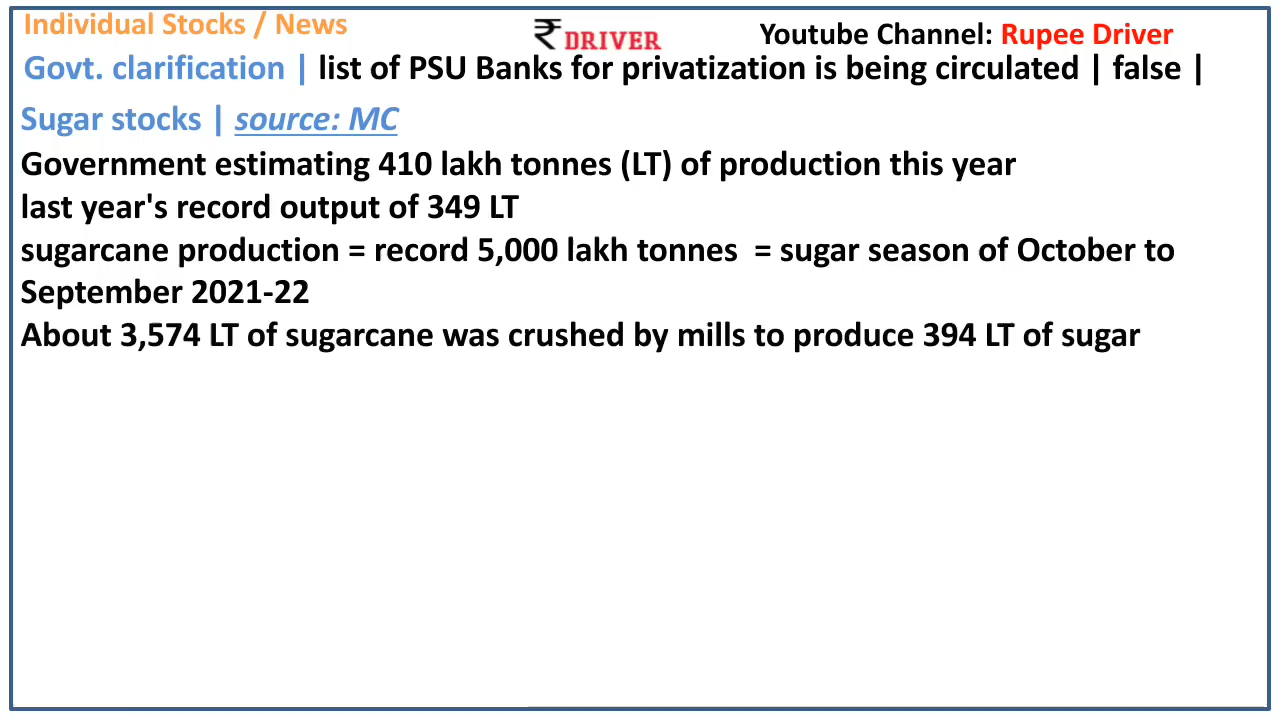 Individual Stocks / News
₹ DRIVER
Youtube Channel: Rupee Driver
Govt. clarification | list of PSU Banks for privatization is being circulated | false |
Sugar stocks | source: MC
Government estimating 410 lakh tonnes (LT) of production this year
last year's record output of 349 LT
sugarcane production = record 5,000 lakh tonnes = sugar season of October to
September 2021-22
About 3,574 LT of sugarcane was crushed by mills to produce 394 LT of sugar